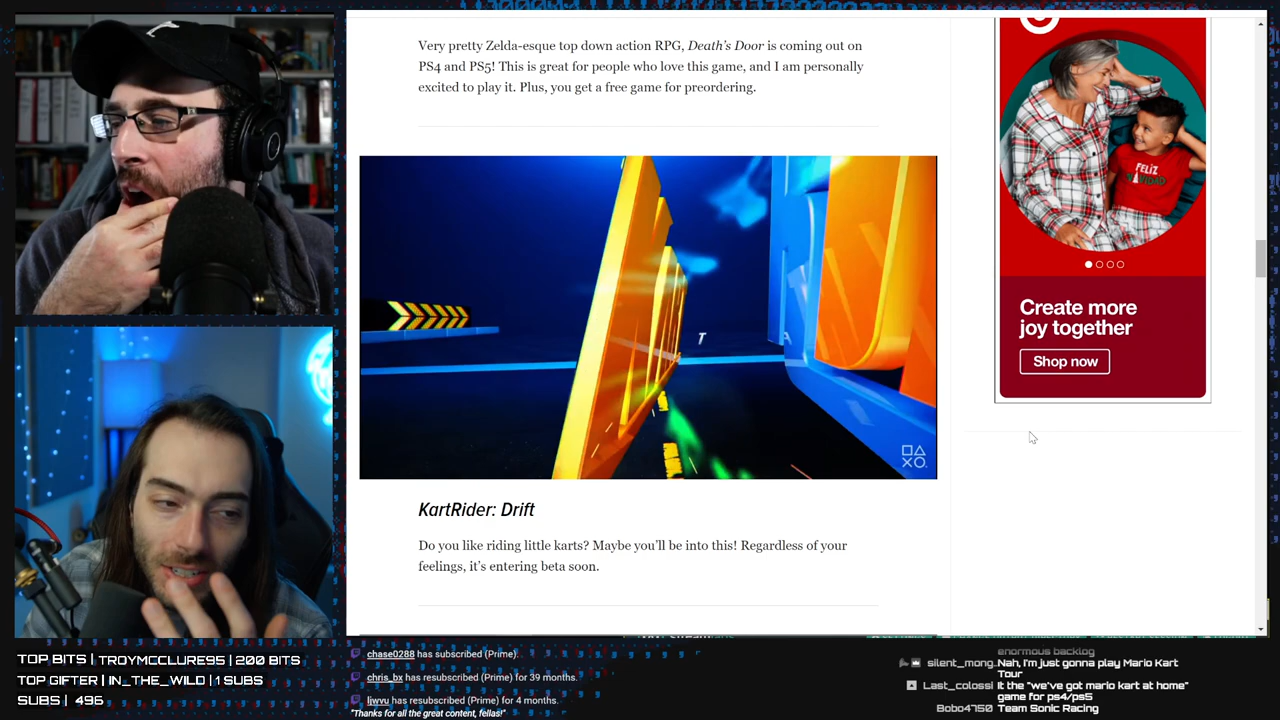 Very pretty Zelda-esque top down action RPG, Death's Door is coming out on
PS4 and PS5! This is great for people who love this game, and I am personally
excited to play it. Plus, you get a free game for preordering.
T
A
KartRider: Drift
Do you like riding little karts? Maybe you'll be into this! Regardless of your
feelings, it's entering beta soon.
FELIZ
NAVIDAD
Create more
joy together
Shop now
TOP BITS | TROYMCCLURE95 | 200 BITS
TOP GIFTER | IN_THE_WILD | 1 SUBS
SUBS | 496
chase0288 has subscribed (Prime).
chris_bx has resubscribed (Prime) for 39 months.
has resubscribed (Prime) for 4 months.
"Thanks for all the great content, fellas!"
enormous backlog
silent_mong.. Nah, I'm just gonna play Mario Kart
Tour
Last_colossi It the "we've got mario kart at home"
game for ps4/ps5
Bobo4750 Team Sonic Racing